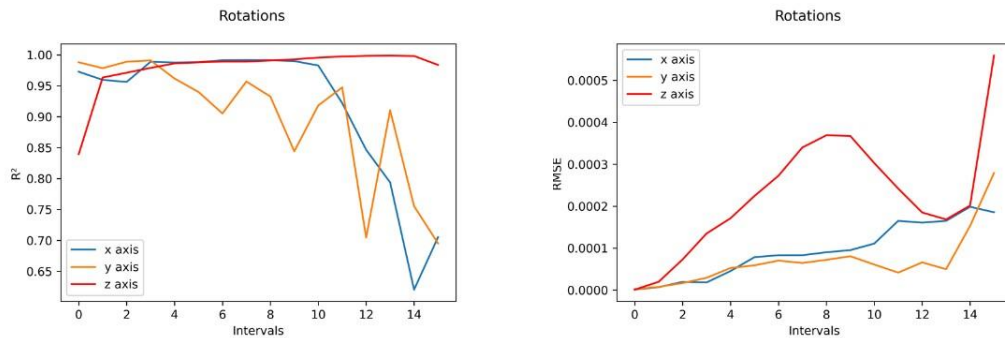 Rotations
1.00
0.95
0.90
0.85
0.80
0.75
0.70
0.65
R²
x axis
y axis
z axis
0 2 4 6 8 10 12 14
Intervals
Rotations
0.0005
0.0004
0.0003
0.0002
0.0001
0.0000
RMSE
x axis
y axis
z axis
0 2 4 6 8 10 12 14
Intervals